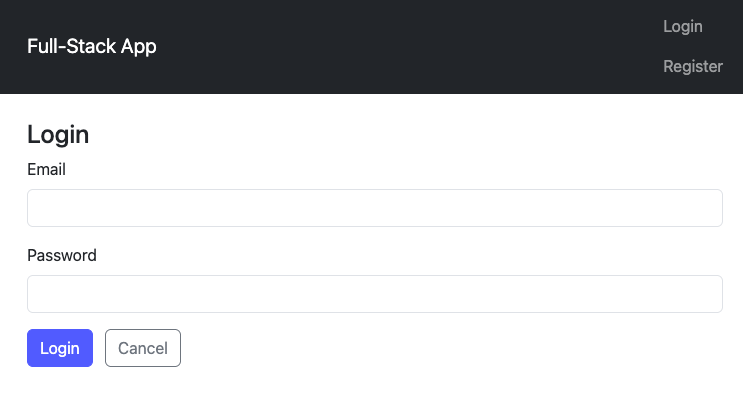 Full-Stack App
Login
Register
Login
Email
Password
Login Cancel